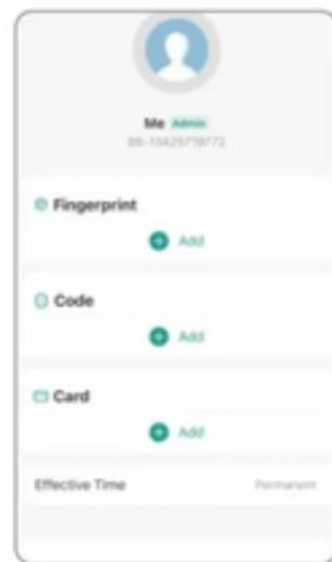 Me Admin
86-13425719772
Fingerprint
Add
Code
Add
Card
Add
Effective Time Permanent